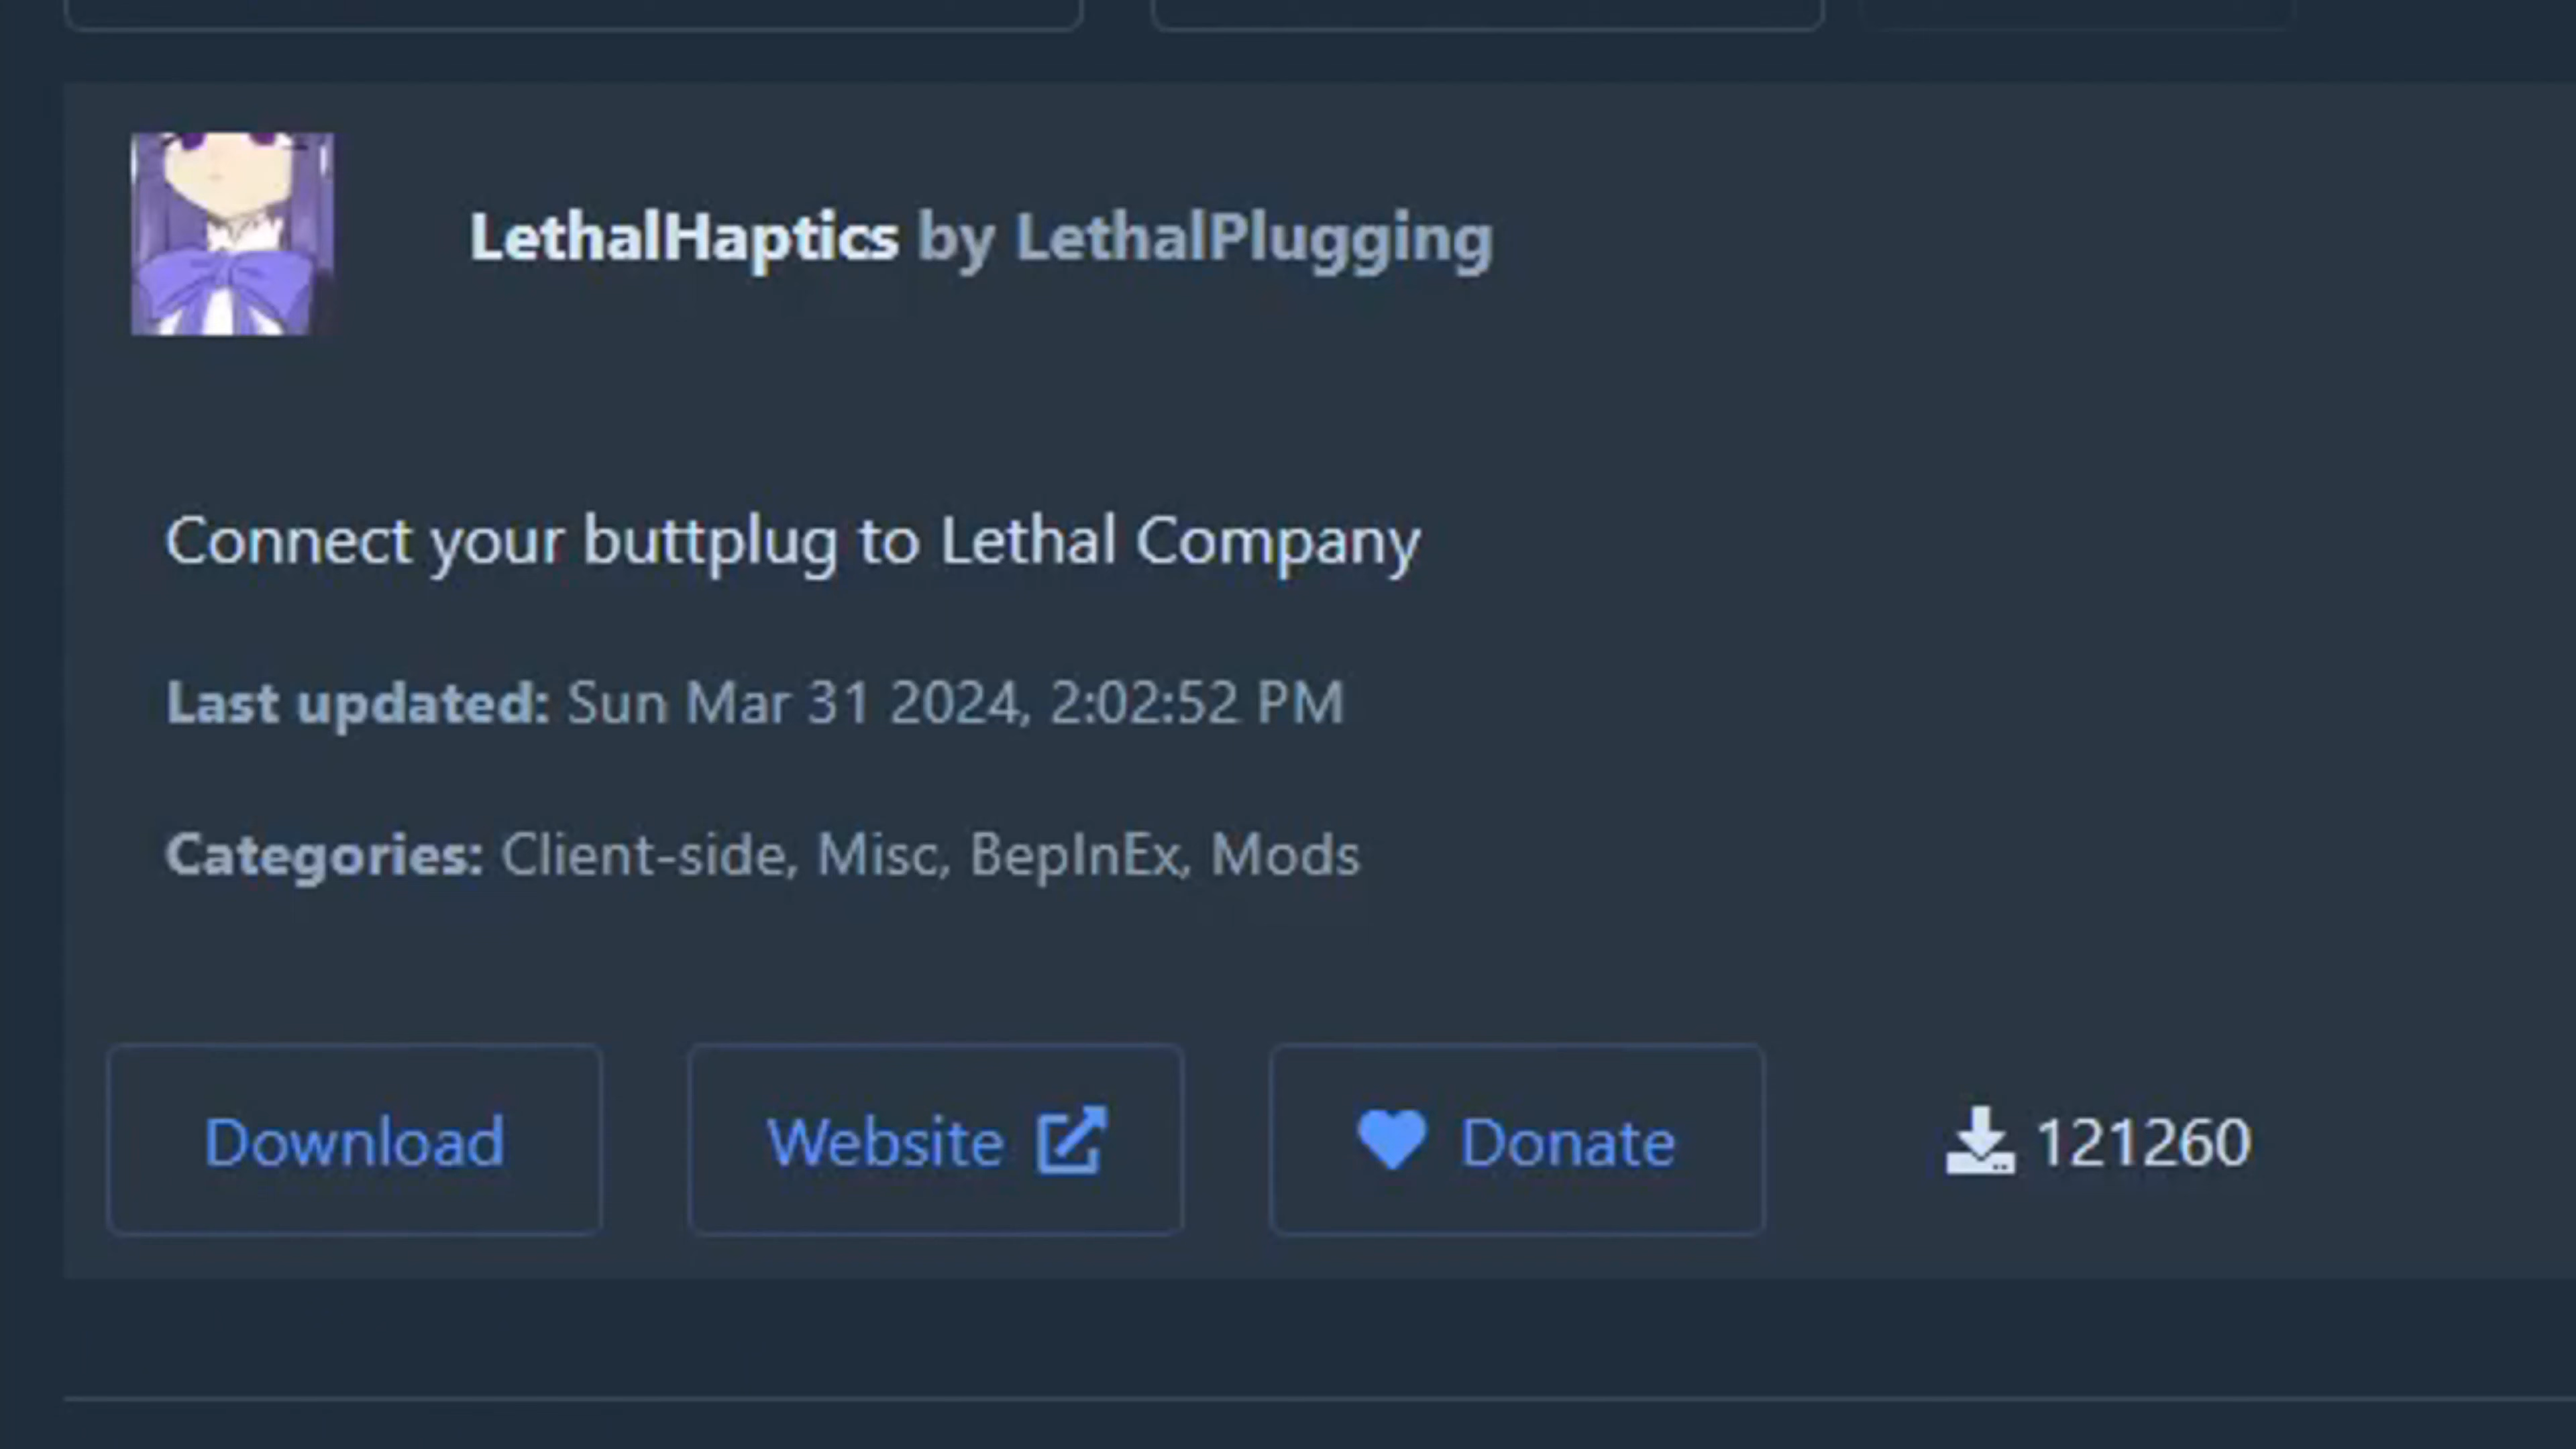 LethalHaptics by LethalPlugging
Connect your buttplug to Lethal Company
Last updated: Sun Mar 31 2024, 2:02:52 PM
Categories: Client-side, Misc, BepInEx, Mods
Download
Website
Donate
121260